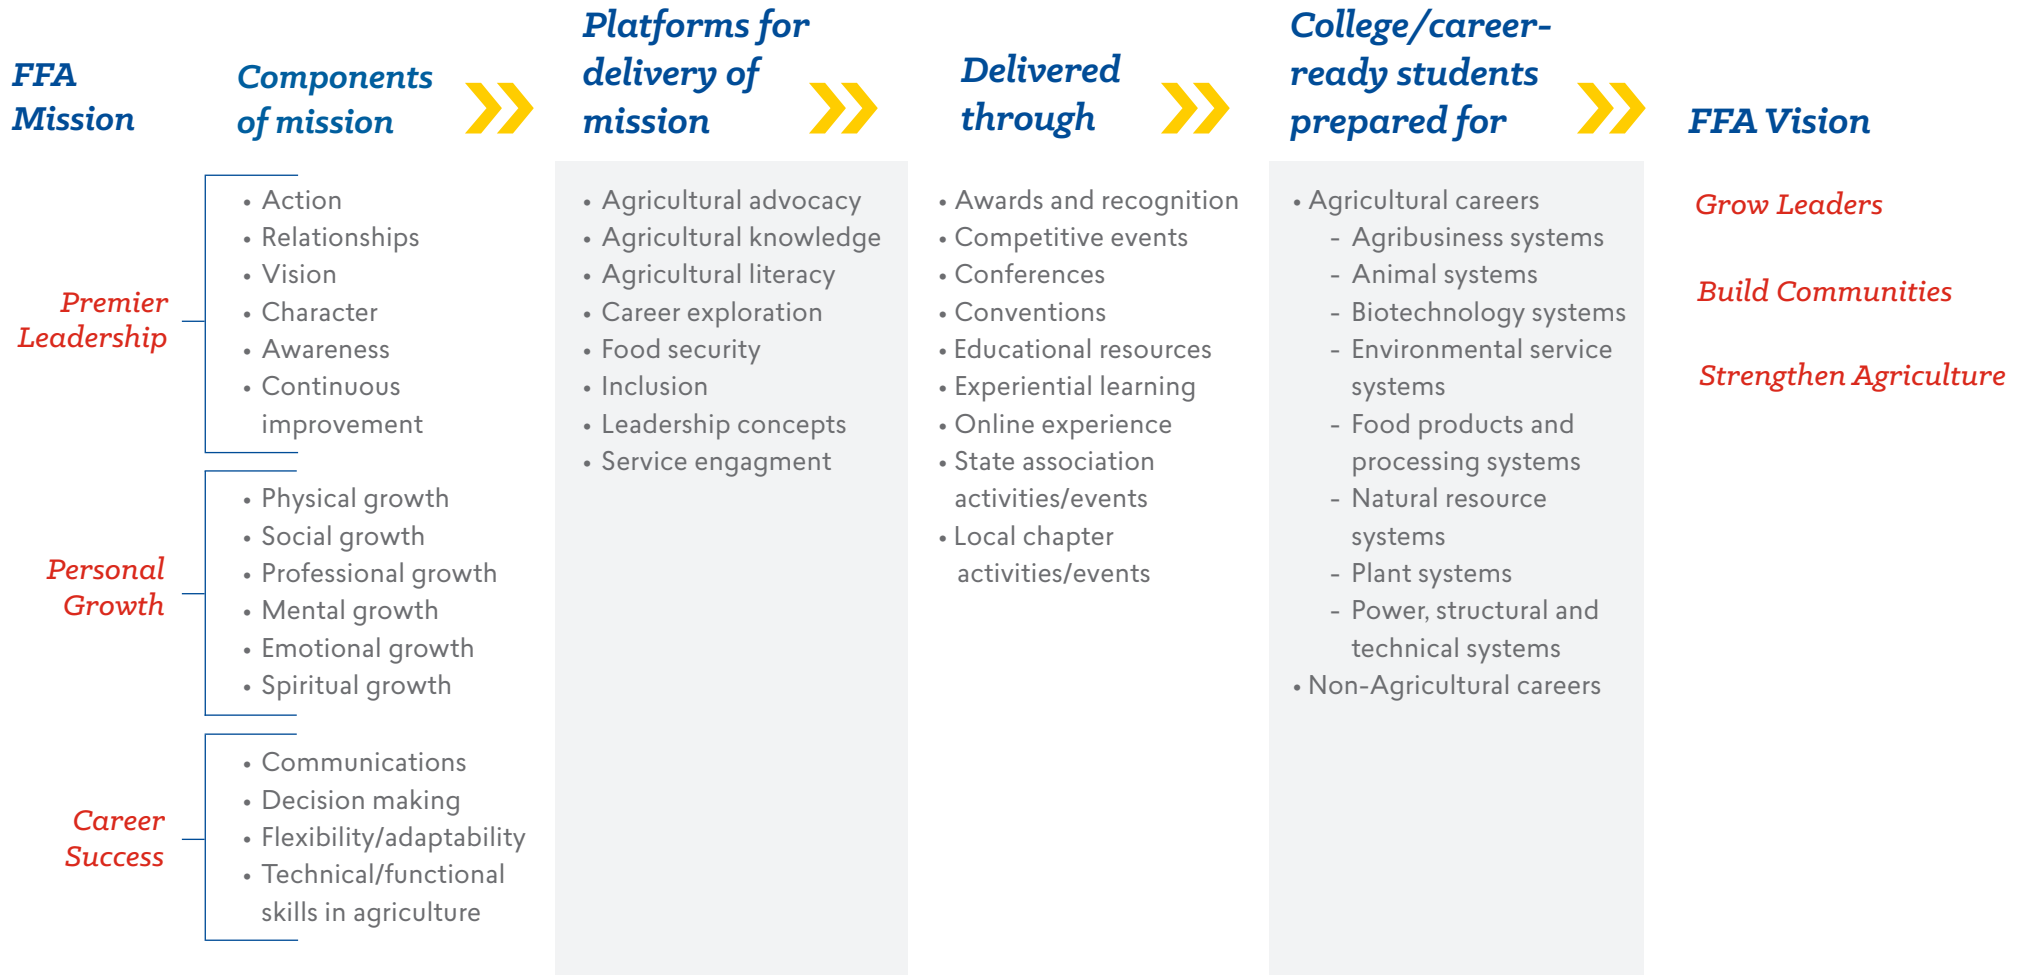 FFA
Mission
Components
of mission
Platforms for
delivery of
mission
Delivered
through
College/career-
ready students
prepared for
FFA Vision
Premier
Leadership
• Action
• Relationships
• Vision
• Character
• Awareness
• Continuous
improvement
Personal
Growth
• Physical growth
• Social growth
• Professional growth
• Mental growth
• Emotional growth
• Spiritual growth
Career
Success
• Communications
• Decision making
• Flexibility/adaptability
• Technical/functional
skills in agriculture
• Agricultural advocacy
• Agricultural knowledge
• Agricultural literacy
• Career exploration
• Food security
• Inclusion
• Leadership concepts
• Service engagment
• Awards and recognition
• Competitive events
• Conferences
• Conventions
• Educational resources
• Experiential learning
• Online experience
• State association
activities/events
• Local chapter
activities/events
• Agricultural careers
- Agribusiness systems
- Animal systems
- Biotechnology systems
- Environmental service
systems
- Food products and
processing systems
- Natural resource
systems
- Plant systems
- Power, structural and
technical systems
• Non-Agricultural careers
Grow Leaders
Build Communities
Strengthen Agriculture